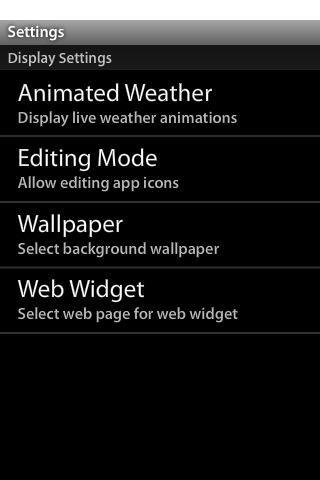 Settings
Display Settings
Animated Weather
Display live weather animations
Editing Mode
Allow editing app icons
Wallpaper
Select background wallpaper
Web Widget
Select web page for web widget